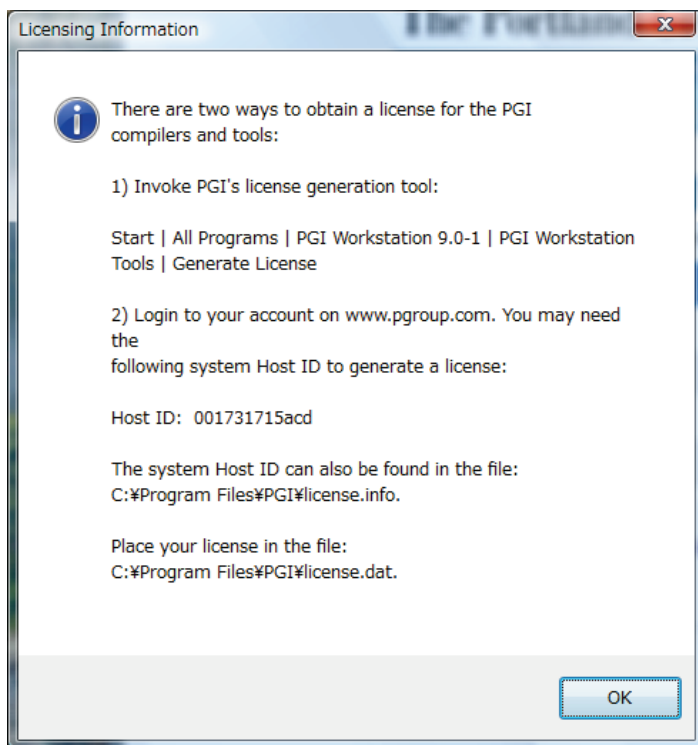 Licensing Information
The Portland
There are two ways to obtain a license for the PGI
compilers and tools:
1) Invoke PGI's license generation tool:
Start | All Programs | PGI Workstation 9.0-1 | PGI Workstation
Tools | Generate License
2) Login to your account on www.pgroup.com. You may need
the
following system Host ID to generate a license:
Host ID:  001731715acd
The system Host ID can also be found in the file:
C:¥Program Files¥PGI¥license.info.
Place your license in the file:
C:¥Program Files¥PGI¥license.dat.
OK